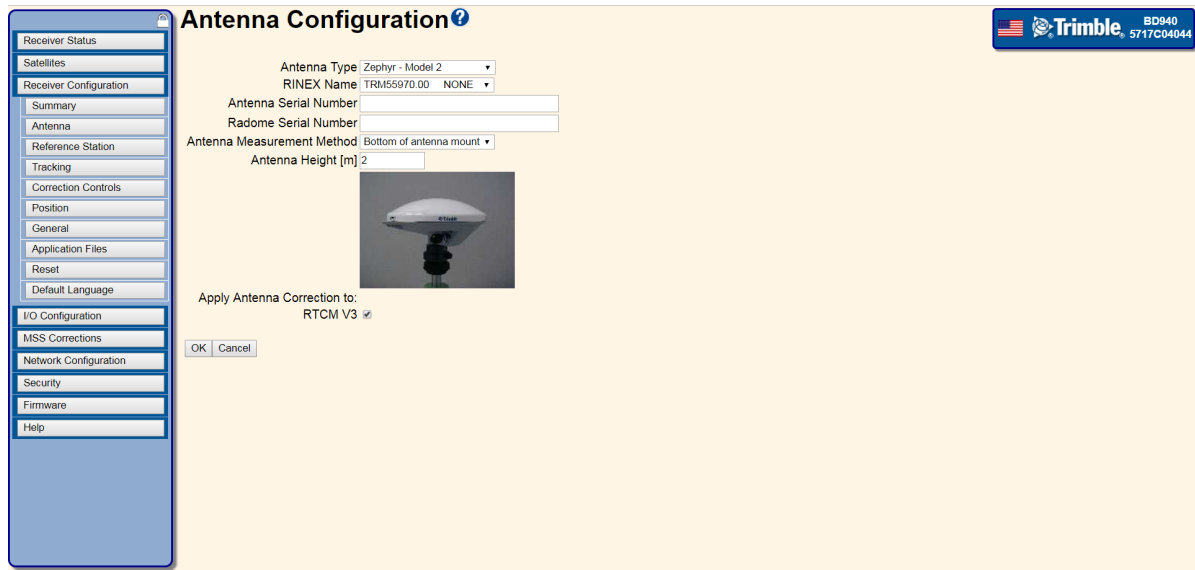 Antenna Configuration?
Trimble® BD940
5717C04044
Receiver Status
Satellites
Receiver Configuration
Summary
Antenna
Reference Station
Tracking
Correction Controls
Position
General
Application Files
Reset
Default Language
I/O Configuration
MSS Corrections
Network Configuration
Security
Firmware
Help
Antenna Type Zephyr - Model 2
RINEX Name TRM55970.00 NONE
Antenna Serial Number
Radome Serial Number
Antenna Measurement Method Bottom of antenna mount
Antenna Height [m] 2
Trimble
Apply Antenna Correction to:
RTCM V3
OK Cancel